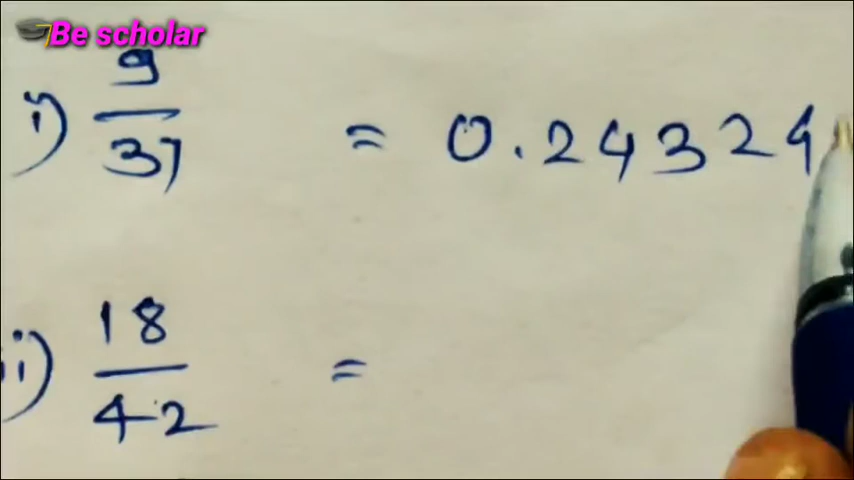 Be scholar
i) 9/37 = 0.24324
ii) 18/42 =